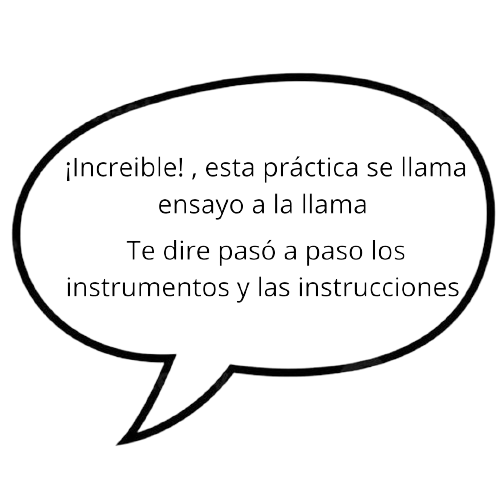 ¡Increible! , esta práctica se llama
ensayo a la llama
Te dire pasó a paso los
instrumentos y las instrucciones